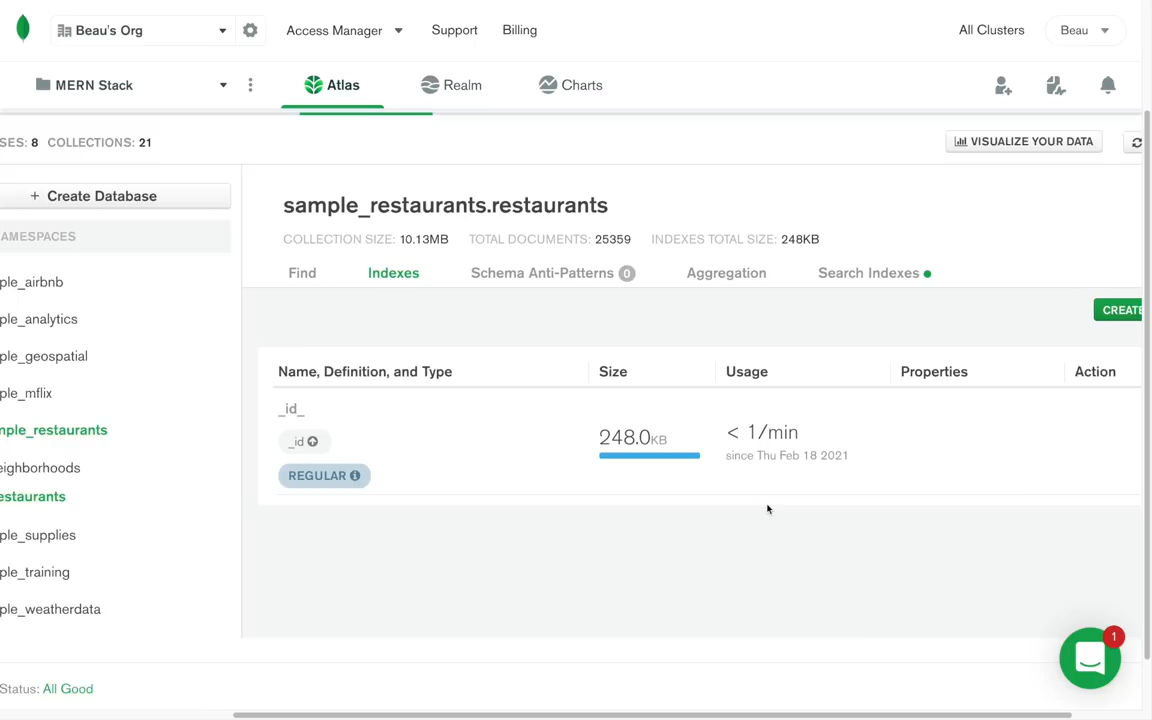 Beau's Org
Access Manager
Support
Billing
All Clusters
Beau
MERN Stack
Atlas
Realm
Charts
SES: 8 COLLECTIONS: 21
VISUALIZE YOUR DATA
+ Create Database
AMESPACES
ple_airbnb
ple_analytics
ple_geospatial
ple_mflix
mple_restaurants
eighborhoods
estaurants
ple_supplies
ple_training
ple_weatherdata
sample_restaurants.restaurants
COLLECTION SIZE: 10.13MB TOTAL DOCUMENTS: 25359 INDEXES TOTAL SIZE: 248KB
Find
Indexes
Schema Anti-Patterns 0
Aggregation
Search Indexes
CREATE
Name, Definition, and Type
Size
Usage
Properties
Action
_id_
_id
REGULAR
248.0KB
< 1/min
since Thu Feb 18 2021
1
Status: All Good